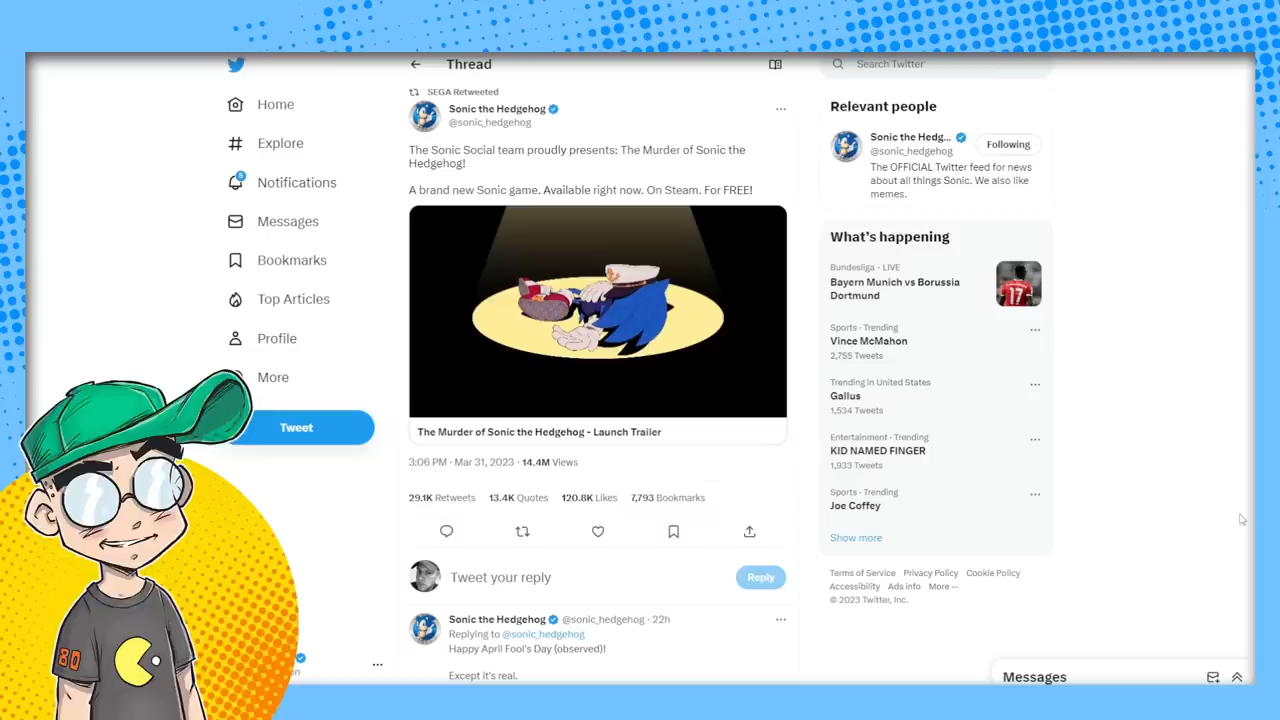 Home
Explore
5
Notifications
Messages
Bookmarks
Top Articles
Profile
More
Tweet
80
Thread
SEGA Retweeted
Sonic the Hedgehog
@sonic_hedgehog
The Sonic Social team proudly presents: The Murder of Sonic the
Hedgehog!
A brand new Sonic game. Available right now. On Steam. For FREE!
The Murder of Sonic the Hedgehog - Launch Trailer
3:06 PM · Mar 31, 2023 · 14.4M Views
29.1K Retweets 13.4K Quotes 120.8K Likes 7,793 Bookmarks
Tweet your reply
Reply
Sonic the Hedgehog @sonic_hedgehog · 22h
Replying to @sonic_hedgehog
Happy April Fool's Day (observed)!
Except it's real.
Search Twitter
Relevant people
Sonic the Hedg...
@sonic_hedgehog
Following
The OFFICIAL Twitter feed for news
about all things Sonic. We also like
memes.
What's happening
Bundesliga · LIVE
Bayern Munich vs Borussia
Dortmund
17
Sports · Trending
Vince McMahon
2,755 Tweets
Trending in United States
Gallus
1,534 Tweets
Entertainment · Trending
KID NAMED FINGER
1,933 Tweets
Sports · Trending
Joe Coffey
Show more
Terms of Service Privacy Policy Cookie Policy
Accessibility Ads info More ···
© 2023 Twitter, Inc.
Messages